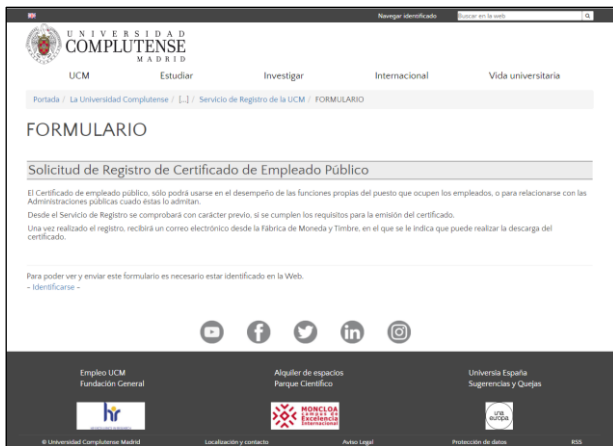 Navegar identificado Buscar en la web
UNIVERSIDAD
COMPLUTENSE
MADRID
UCM Estudiar Investigar Internacional Vida universitaria
Portada / La Universidad Complutense / [...] / Servicio de Registro de la UCM / FORMULARIO
FORMULARIO
Solicitud de Registro de Certificado de Empleado Público
El Certificado de empleado público, sólo podrá usarse en el desempeño de las funciones propias del puesto que ocupen los empleados, o para relacionarse con las
Administraciones públicas cuado éstas lo admitan.
Desde el Servicio de Registro se comprobará con carácter previo, si se cumplen los requisitos para la emisión del certificado.
Una vez realizado el registro, recibirá un correo electrónico desde la Fábrica de Moneda y Timbre, en el que se le indica que puede realizar la descarga del
certificado.
Para poder ver y enviar este formulario es necesario estar identificado en la Web.
- Identificarse -
Empleo UCM Alquiler de espacios Universia España
Fundación General Parque Científico Sugerencias y Quejas
hr
MONCLOA
Campus de
Excelencia
Internacional
una
europa
© Universidad Complutense Madrid Localización y contacto Aviso Legal Protección de datos RSS